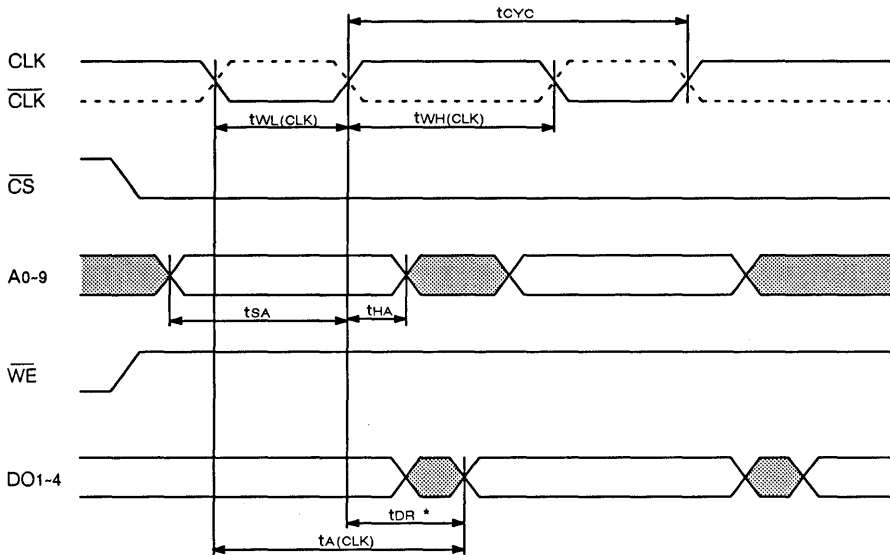 tCYC
CLK
CLK
tWL(CLK)
tWH(CLK)
CS
A0~9
tSA
tHA
WE
DO1~4
tDR *
tA(CLK)